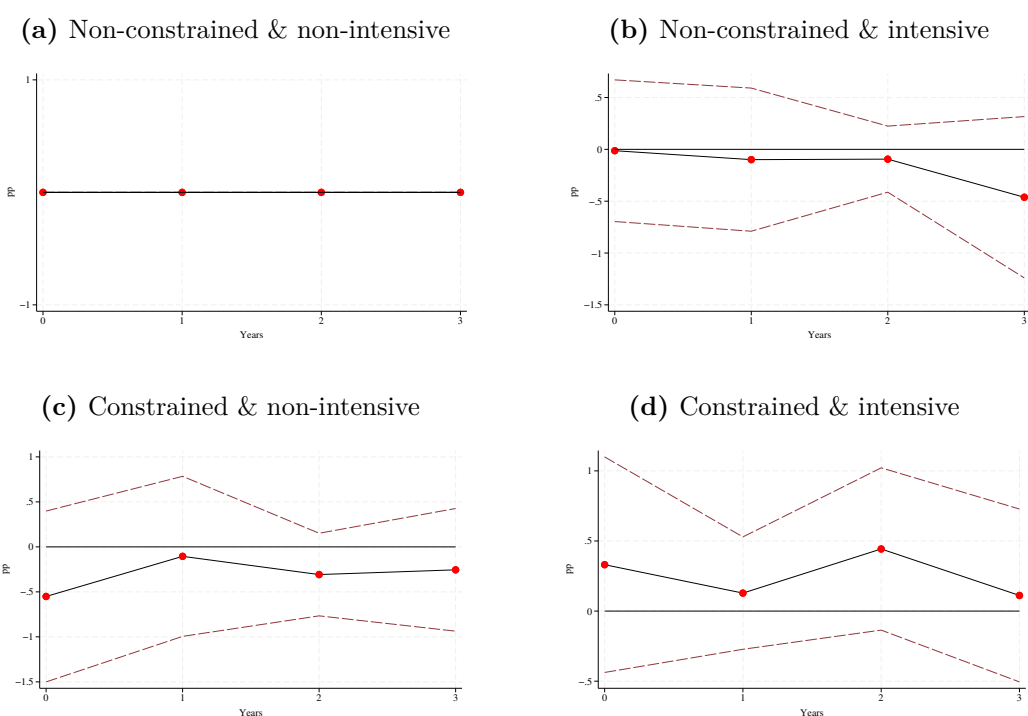 (a) Non-constrained & non-intensive
1
pp
−1
0 1 2 3
Years
(b) Non-constrained & intensive
.5
0
pp
−.5
−1
−1.5
0 1 2 3
Years
(c) Constrained & non-intensive
1
.5
0
pp
−.5
−1
−1.5
0 1 2 3
Years
(d) Constrained & intensive
1
.5
pp
0
−.5
0 1 2 3
Years